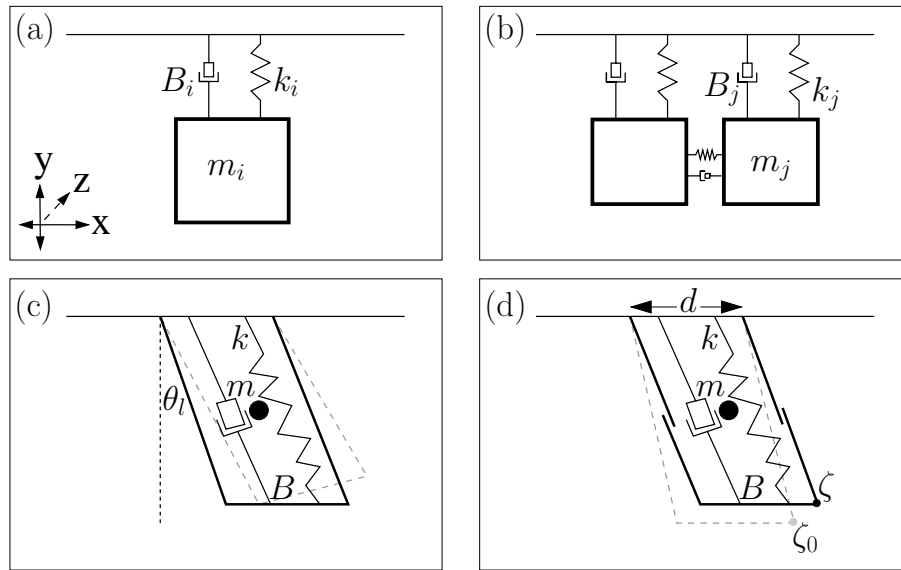 (a)
B_i
k_i
m_i
y
z
x
(b)
B_j
k_j
m_j
(c)
k
θ_l
m
B
(d)
d
k
m
B
ζ
ζ_0